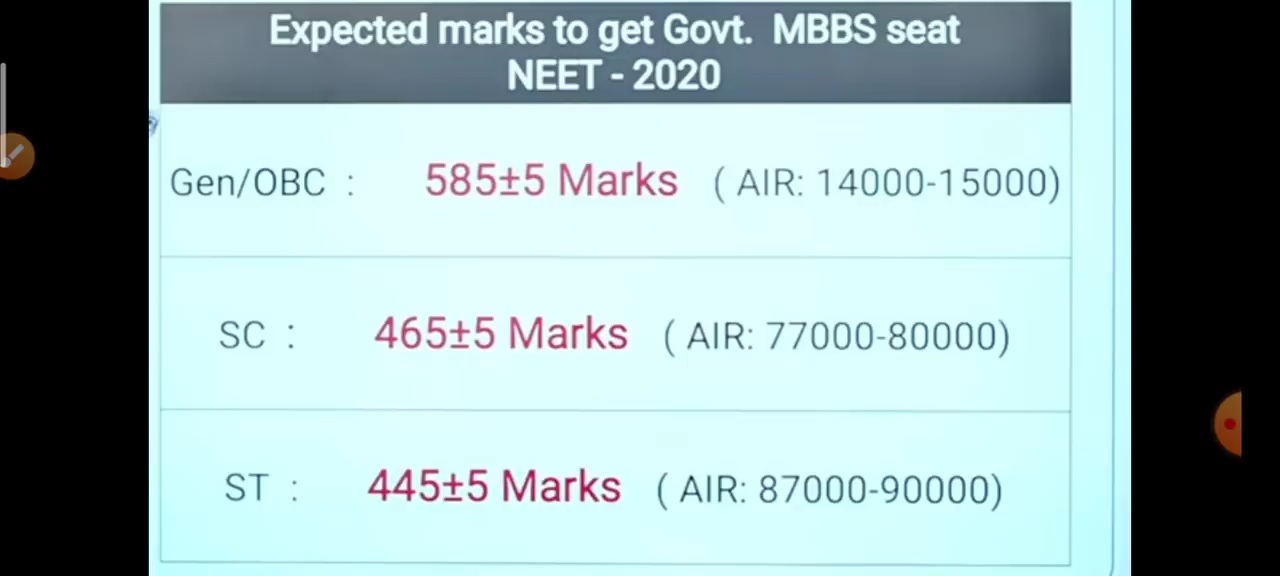 Expected marks to get Govt. MBBS seat
NEET - 2020
Gen/OBC : 585±5 Marks ( AIR: 14000-15000)
SC : 465±5 Marks ( AIR: 77000-80000)
ST : 445±5 Marks ( AIR: 87000-90000)